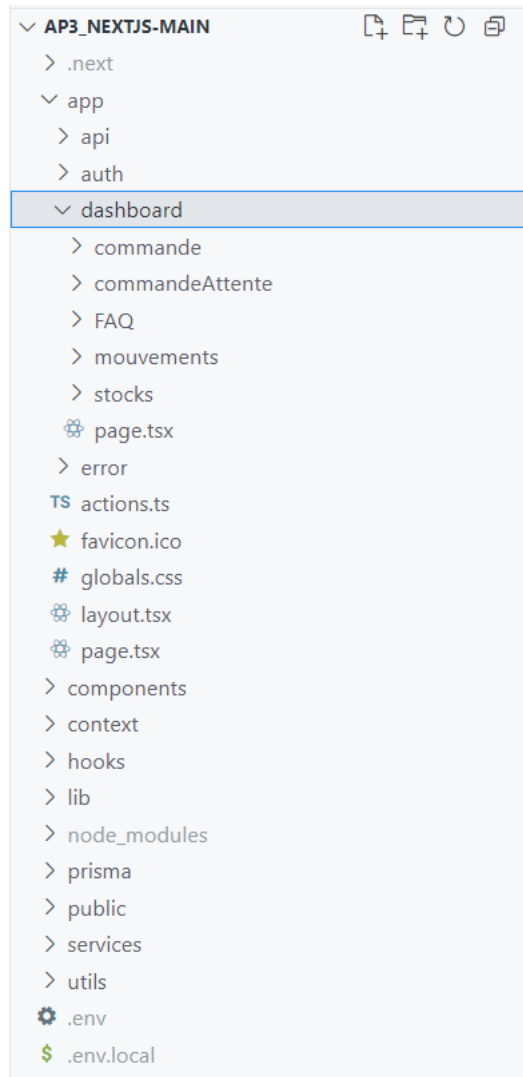 AP3_NEXTJS-MAIN
.next
app
api
auth
dashboard
commande
commandeAttente
FAQ
mouvements
stocks
page.tsx
error
TS actions.ts
favicon.ico
# globals.css
layout.tsx
page.tsx
components
context
hooks
lib
node_modules
prisma
public
services
utils
.env
$ .env.local